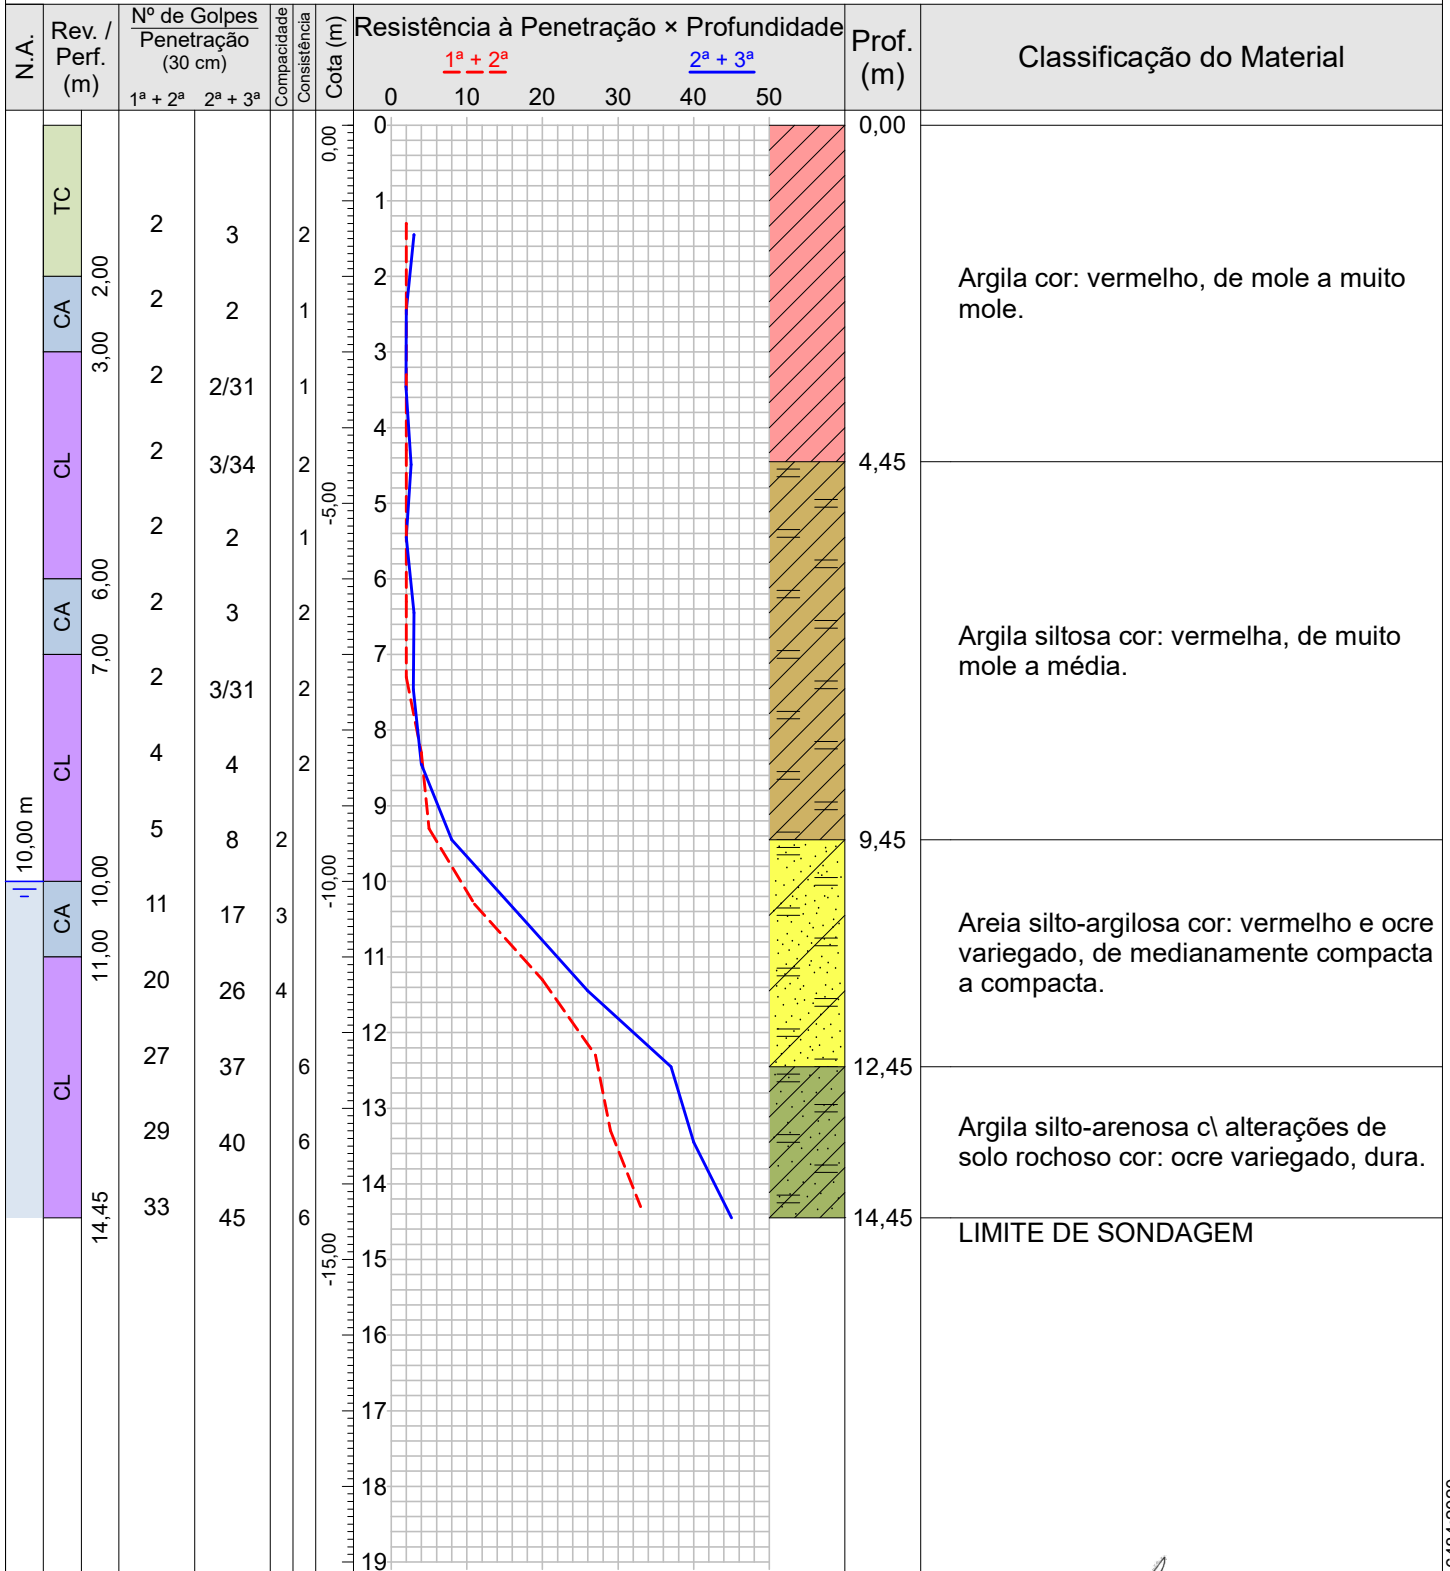 N.A.
Rev. /
Perf.
(m)
Nº de Golpes
Penetração
(30 cm)
1ª + 2ª 2ª + 3ª
Compacidade
Consistência
Cota (m)
Resistência à Penetração × Profundidade
1ª + 2ª 2ª + 3ª
0 10 20 30 40 50
Prof.
(m)
Classificação do Material
0 0,00
0,00
TC
1
2 3 2
2,00
2
CA
2 2 1
Argila cor: vermelho, de mole a muito
mole.
3,00
3
2 2/31 1
4
CL
2 3/34 2
4,45
-5,00
5
2 2 1
6,00
6
CA
2 3 2
Argila siltosa cor: vermelha, de muito
mole a média.
7,00
7
2 3/31 2
8
CL
4 4 2
9
10,00 m
5 8 2
9,45
10,00
-10,00
10
CA
11 17 3
Areia silto-argilosa cor: vermelho e ocre
variegado, de medianamente compacta
a compacta.
11,00
11
20 26 4
12
27 37 6
12,45
CL
13
29 40 6
Argila silto-arenosa c\ alterações de
solo rochoso cor: ocre variegado, dura.
14
33 45 6
14,45
14,45
LIMITE DE SONDAGEM
-15,00
15
16
17
18
19